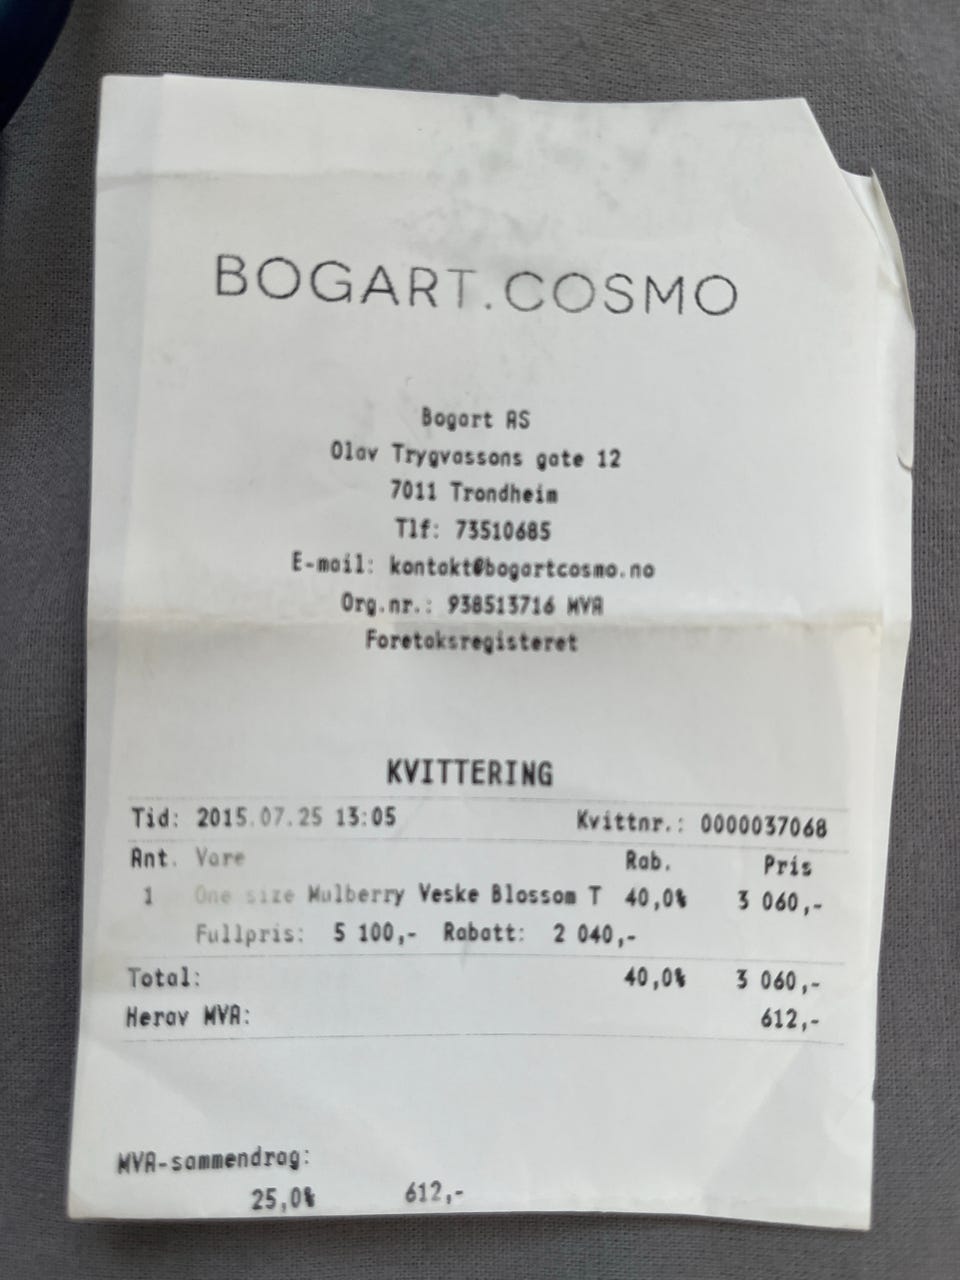 BOGART.COSMO
Bogart AS
Olav Trygvassons gate 12
7011 Trondheim
Tlf: 73510685
E-mail: kontakt@bogartcosmo.no
Org.nr.: 938513716 MVA
Foretaksregisteret
KVITTERING
Tid: 2015.07.25 13:05 Kvittnr.: 0000037068
Ant. Vare Rab. Pris
1 One size Mulberry Veske Blossom T 40,0% 3 060,-
Fullpris: 5 100,- Rabatt: 2 040,-
Total: 40,0% 3 060,-
Herav MVA: 612,-
MVA-sammendrag:
25,0% 612,-